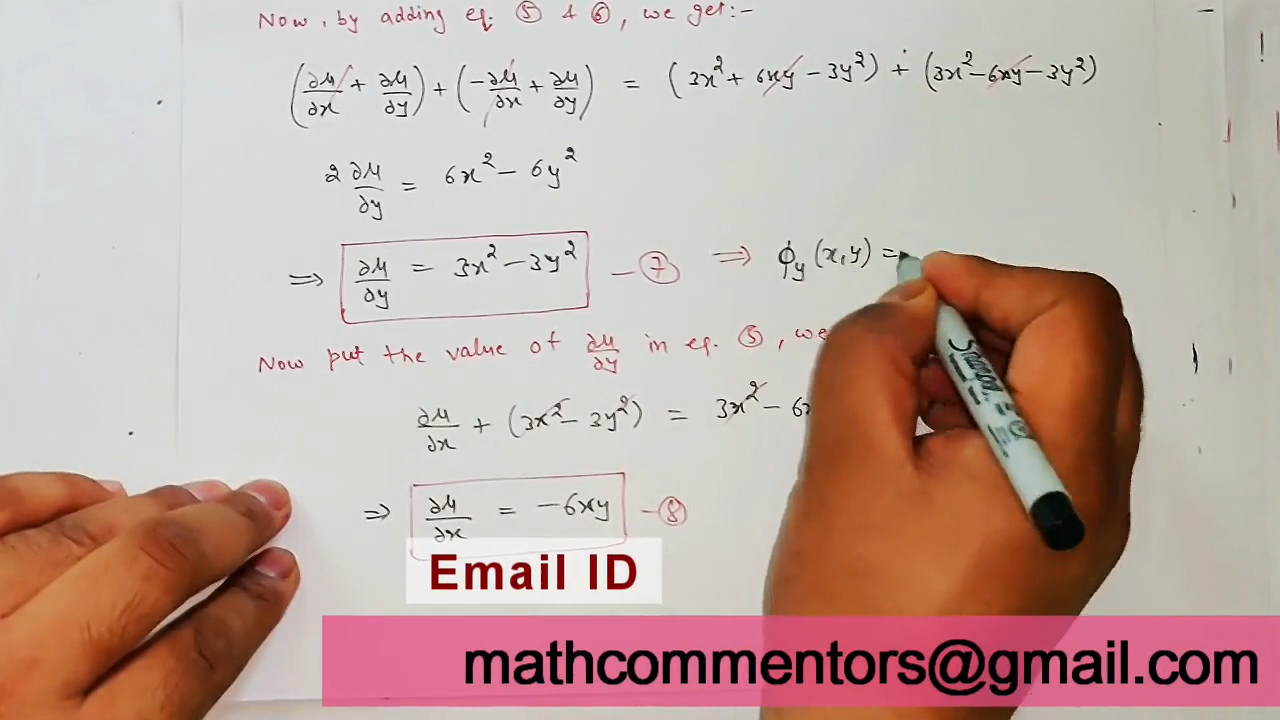 Now, by adding eq. ⑤ & ⑥, we get:-
(∂u/∂x + ∂u/∂y) + (-∂u/∂x + ∂u/∂y) = (3x² + 6xy - 3y²) + (3x² - 6xy - 3y²)
2 ∂u/∂y = 6x² - 6y²
⇒ ∂u/∂y = 3x² - 3y² - ⑦ ⇒ ϕy (x,y) =
Now put the value of ∂u/∂y in eq. ⑤, we
∂u/∂x + (3x² - 3y²) = 3x² - 6x
⇒ ∂u/∂x = -6xy - ⑧
Email ID
mathcommentors@gmail.com